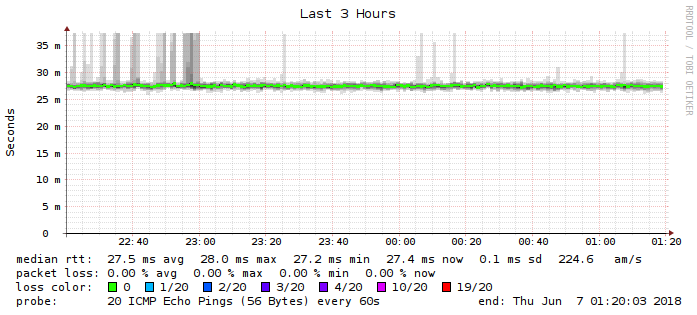 Last 3 Hours
RRDTOOL / TOBI OETIKER
Seconds
35 m
30 m
25 m
20 m
15 m
10 m
5 m
0
22:40 23:00 23:20 23:40 00:00 00:20 00:40 01:00 01:20
median rtt: 27.5 ms avg 28.0 ms max 27.2 ms min 27.4 ms now 0.1 ms sd 224.6 am/s
packet loss: 0.00 % avg 0.00 % max 0.00 % min 0.00 % now
loss color: 0 1/20 2/20 3/20 4/20 10/20 19/20
probe: 20 ICMP Echo Pings (56 Bytes) every 60s end: Thu Jun 7 01:20:03 2018